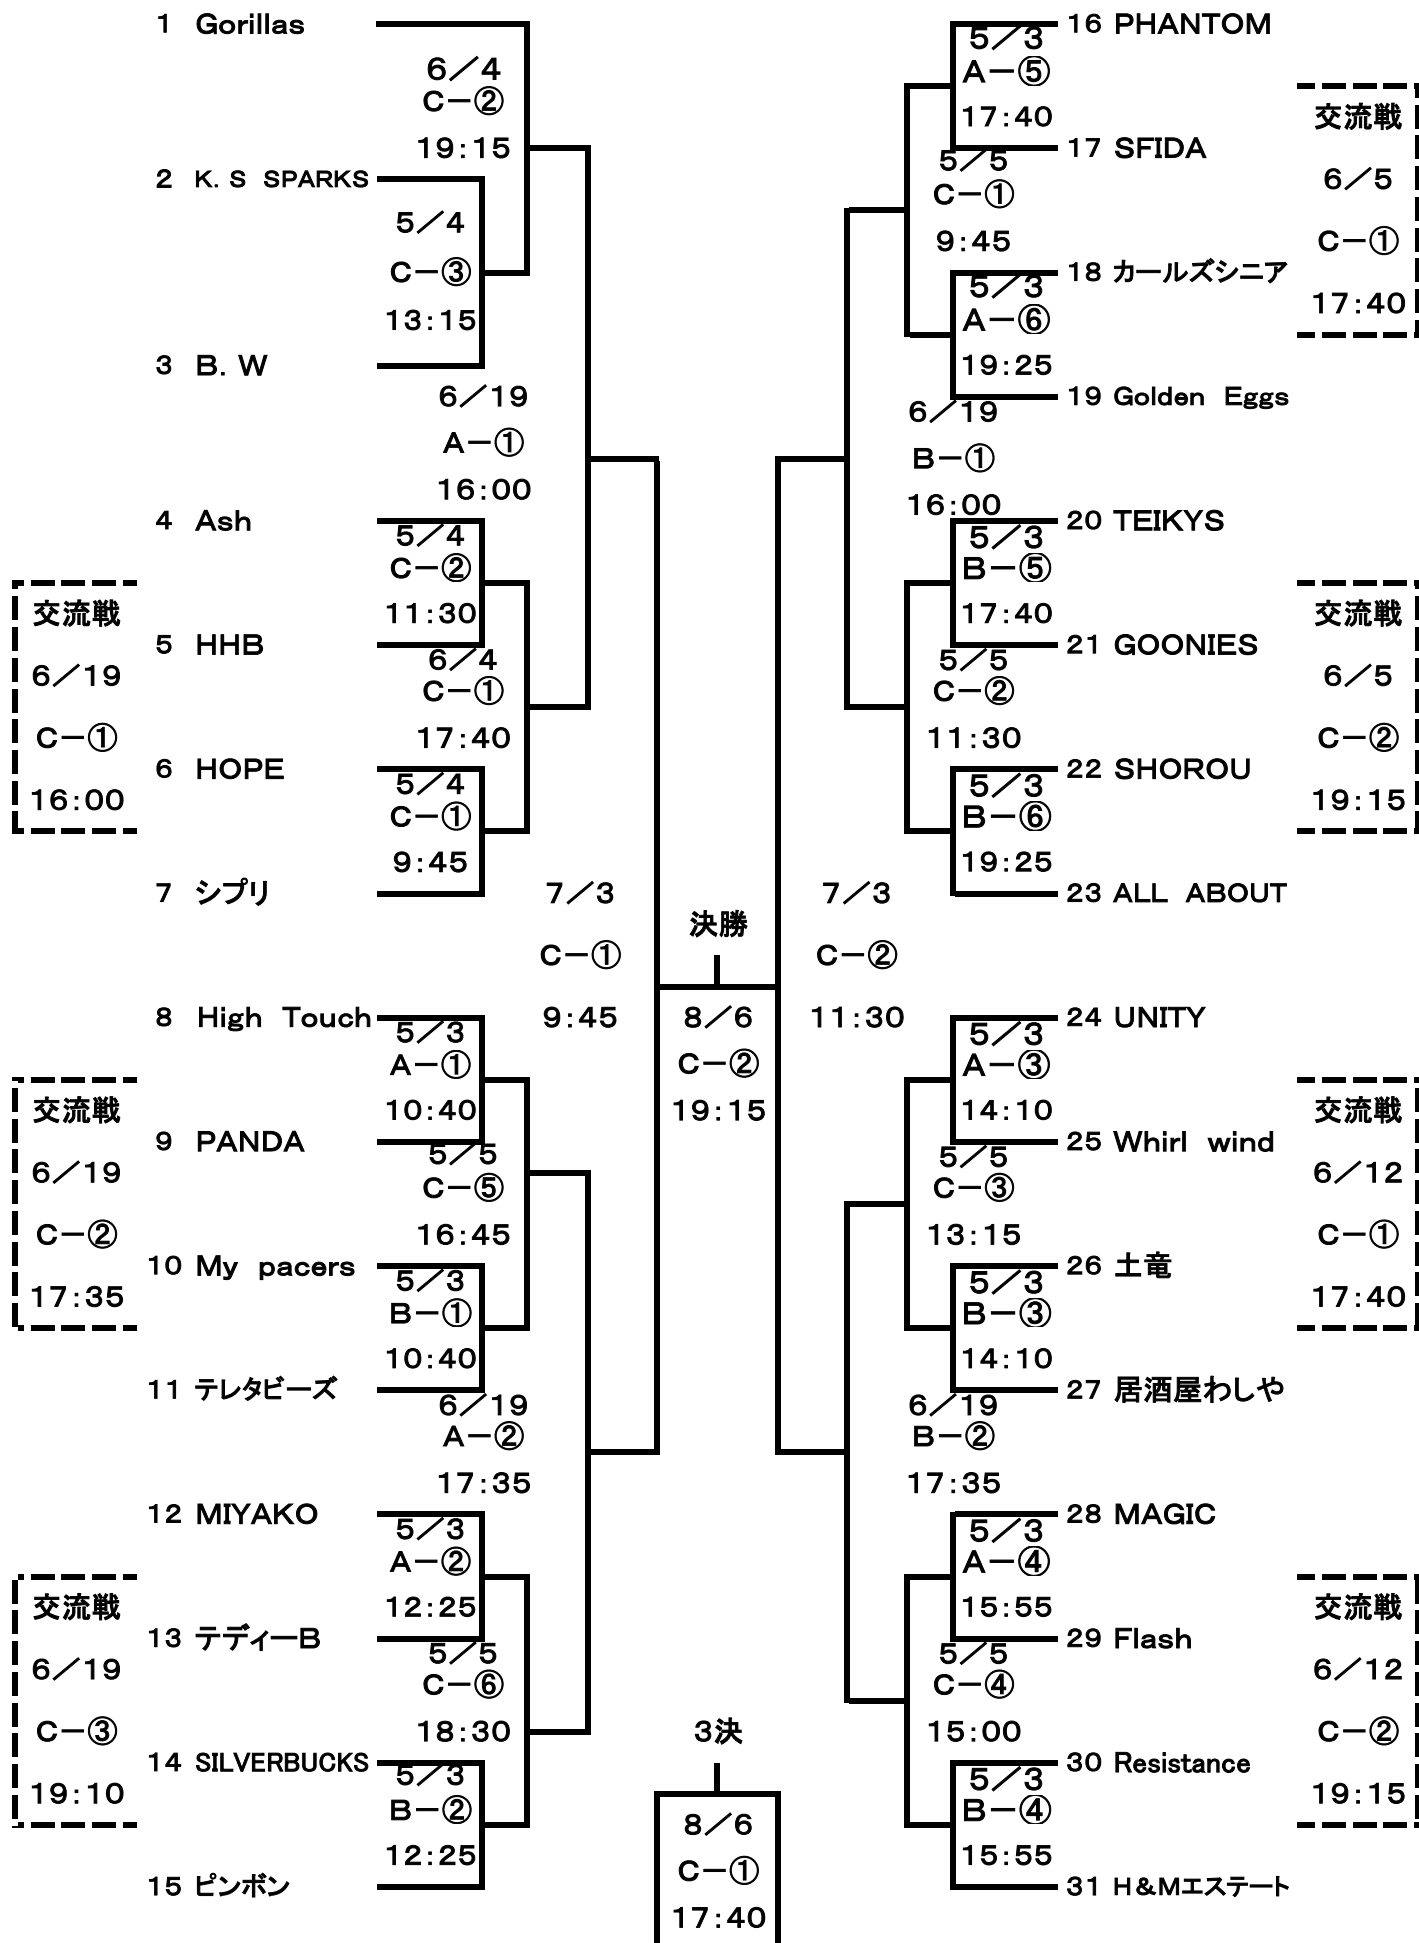 1 Gorillas
6／4
C－②
19：15
2 K．S SPARKS
5／4
C－③
13：15
3 B．W
6／19
A－①
16：00
4 Ash
5／4
C－②
11：30
5 HHB
6／4
C－①
17：40
6 HOPE
5／4
C－①
9：45
7 シプリ
交流戦
6／19
C－①
16：00
7／3
C－①
9：45
8 High Touch
5／3
A－①
10：40
9 PANDA
5／5
C－⑤
16：45
10 My pacers
5／3
B－①
10：40
11 テレタビーズ
交流戦
6／19
C－②
17：35
6／19
A－②
17：35
12 MIYAKO
5／3
A－②
12：25
13 テディーB
5／5
C－⑥
18：30
14 SILVERBUCKS
5／3
B－②
12：25
15 ピンボン
交流戦
6／19
C－③
19：10
決勝
8／6
C－②
19：15
3決
8／6
C－①
17：40
16 PHANTOM
5／3
A－⑤
17：40
17 SFIDA
5／5
C－①
9：45
18 カールズシニア
5／3
A－⑥
19：25
19 Golden Eggs
交流戦
6／5
C－①
17：40
6／19
B－①
16：00
20 TEIKYS
5／3
B－⑤
17：40
21 GOONIES
5／5
C－②
11：30
22 SHOROU
5／3
B－⑥
19：25
23 ALL ABOUT
交流戦
6／5
C－②
19：15
7／3
C－②
11：30
24 UNITY
5／3
A－③
14：10
25 Whirl wind
5／5
C－③
13：15
26 土竜
5／3
B－③
14：10
27 居酒屋わしや
交流戦
6／12
C－①
17：40
6／19
B－②
17：35
28 MAGIC
5／3
A－④
15：55
29 Flash
5／5
C－④
15：00
30 Resistance
5／3
B－④
15：55
31 H＆Mエステート
交流戦
6／12
C－②
19：15